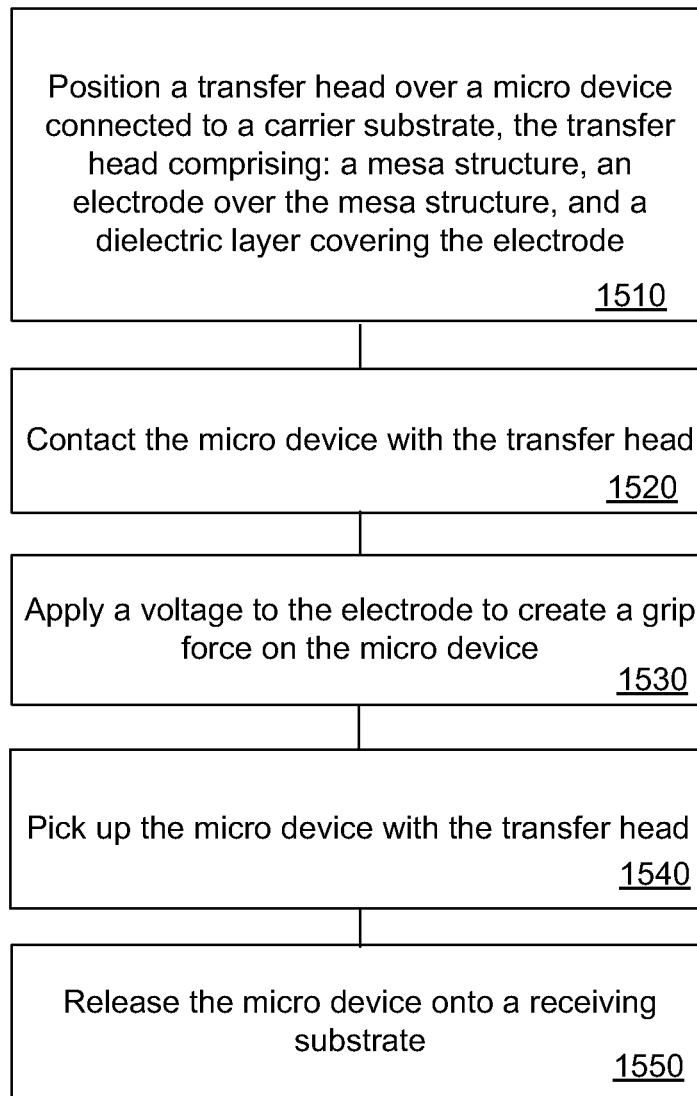 Position a transfer head over a micro device
connected to a carrier substrate, the transfer
head comprising: a mesa structure, an
electrode over the mesa structure, and a
dielectric layer covering the electrode
1510
Contact the micro device with the transfer head
1520
Apply a voltage to the electrode to create a grip
force on the micro device
1530
Pick up the micro device with the transfer head
1540
Release the micro device onto a receiving
substrate
1550